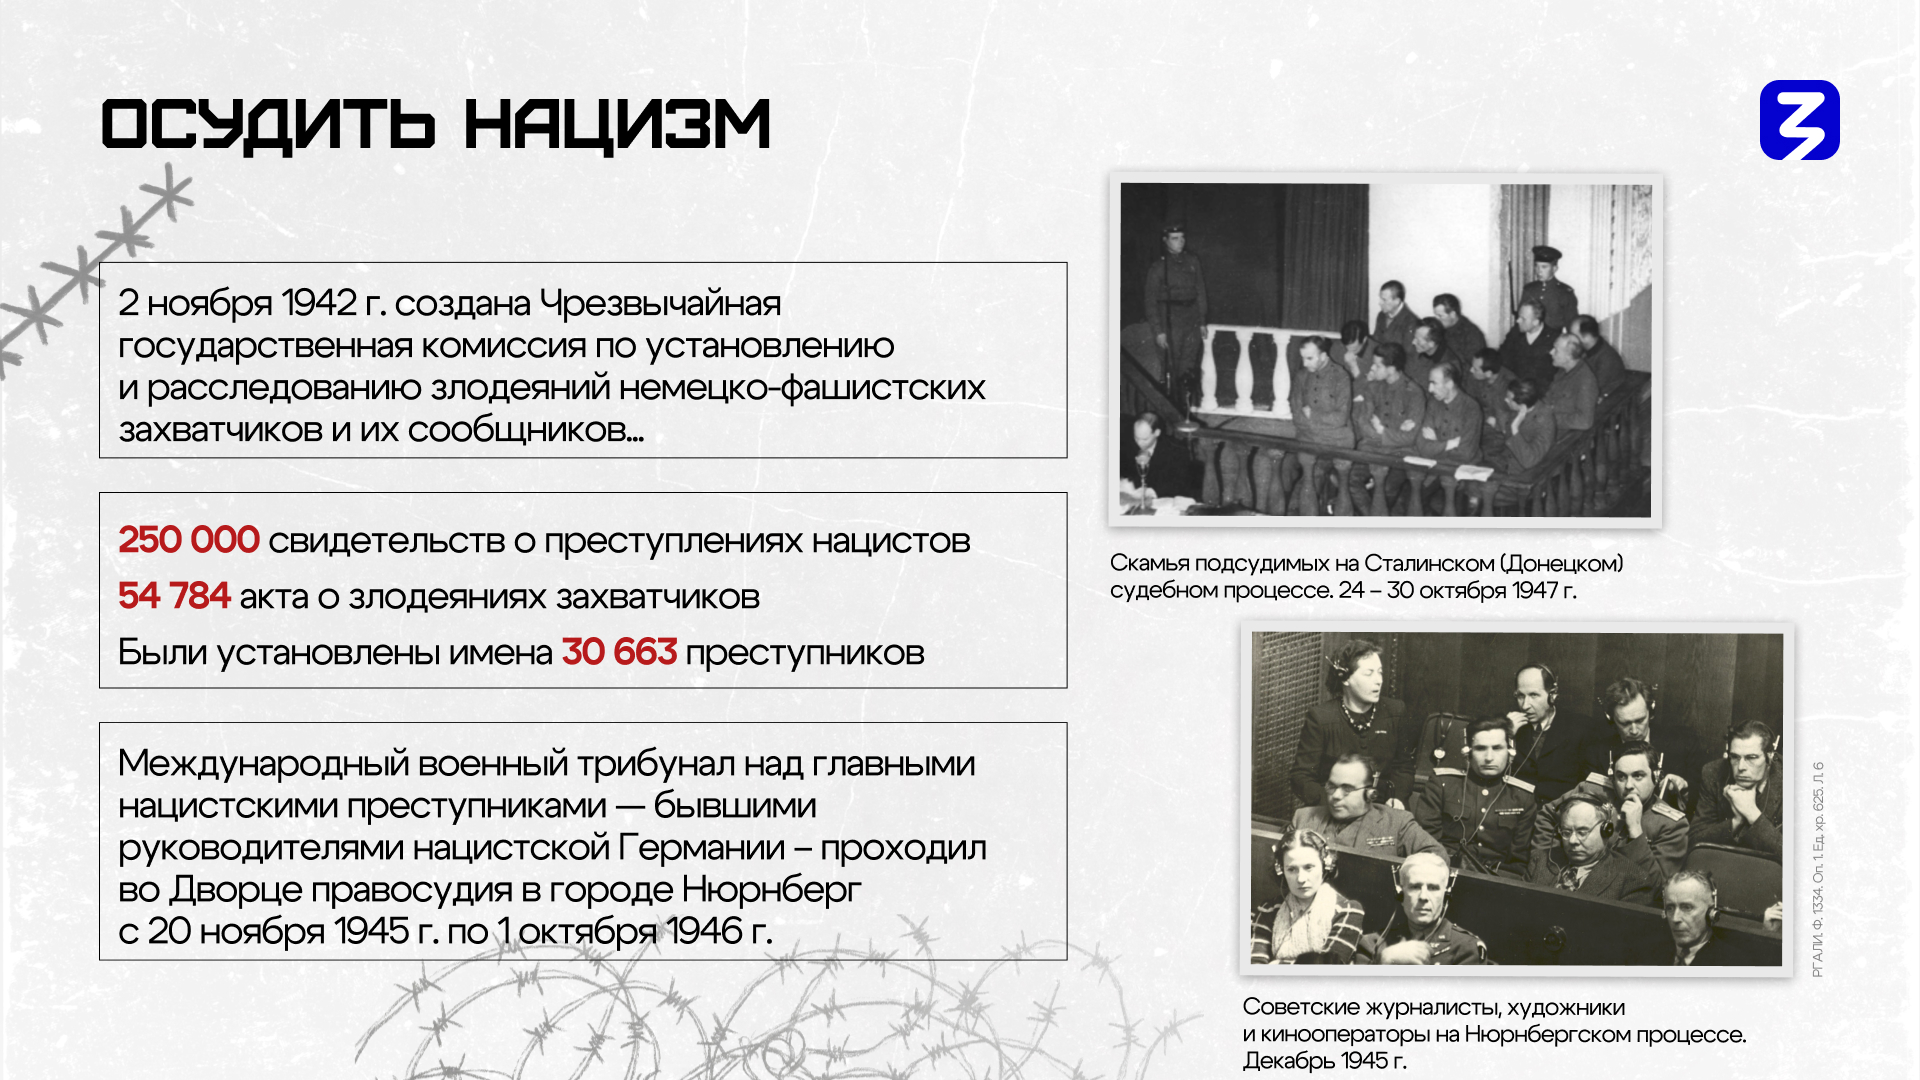 ОСУДИТЬ НАЦИЗМ
2 ноября 1942 г. создана Чрезвычайная
государственная комиссия по установлению
и расследованию злодеяний немецко-фашистских
захватчиков и их сообщников...
250 000 свидетельств о преступлениях нацистов
54 784 акта о злодеяниях захватчиков
Были установлены имена 30 663 преступников
Международный военный трибунал над главными
нацистскими преступниками — бывшими
руководителями нацистской Германии – проходил
во Дворце правосудия в городе Нюрнберг
с 20 ноября 1945 г. по 1 октября 1946 г.
Скамья подсудимых на Сталинском (Донецком)
судебном процессе. 24 – 30 октября 1947 г.
РГАЛИ. Ф. 1334. Оп. 1. Ед. хр. 625. Л. 6
Советские журналисты, художники
и кинооператоры на Нюрнбергском процессе.
Декабрь 1945 г.